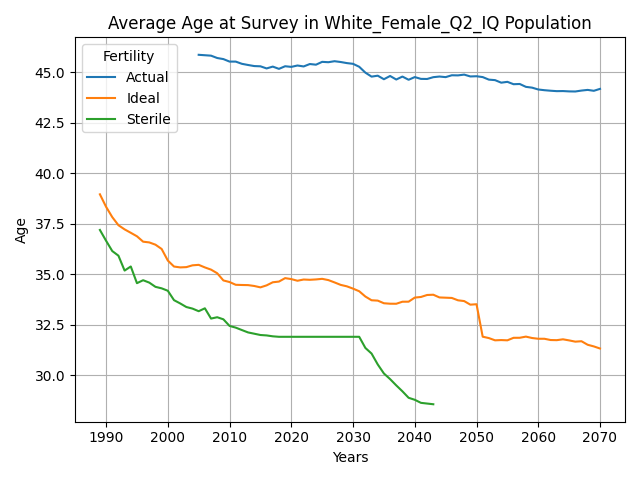 Average Age at Survey in White_Female_Q2_IQ Population
Fertility
Actual
Ideal
Sterile
Age
45.0
42.5
40.0
37.5
35.0
32.5
30.0
1990 2000 2010 2020 2030 2040 2050 2060 2070
Years